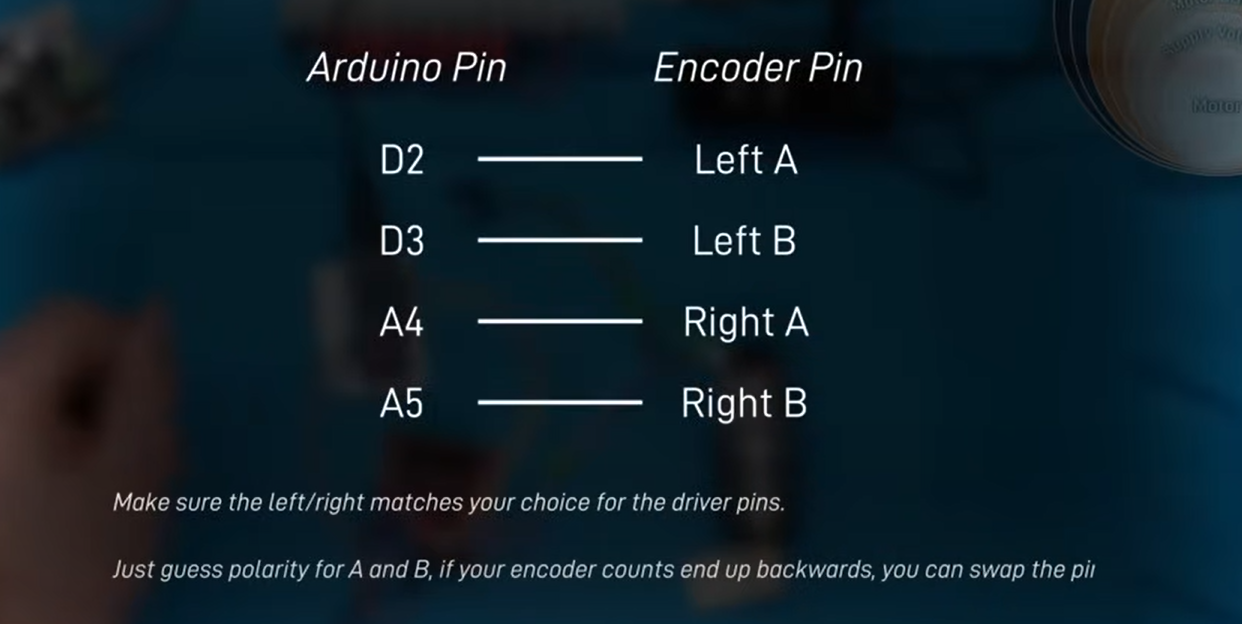 Arduino Pin Encoder Pin
D2 Left A
D3 Left B
A4 Right A
A5 Right B
Make sure the left/right matches your choice for the driver pins.
Just guess polarity for A and B, if your encoder counts end up backwards, you can swap the
Motor